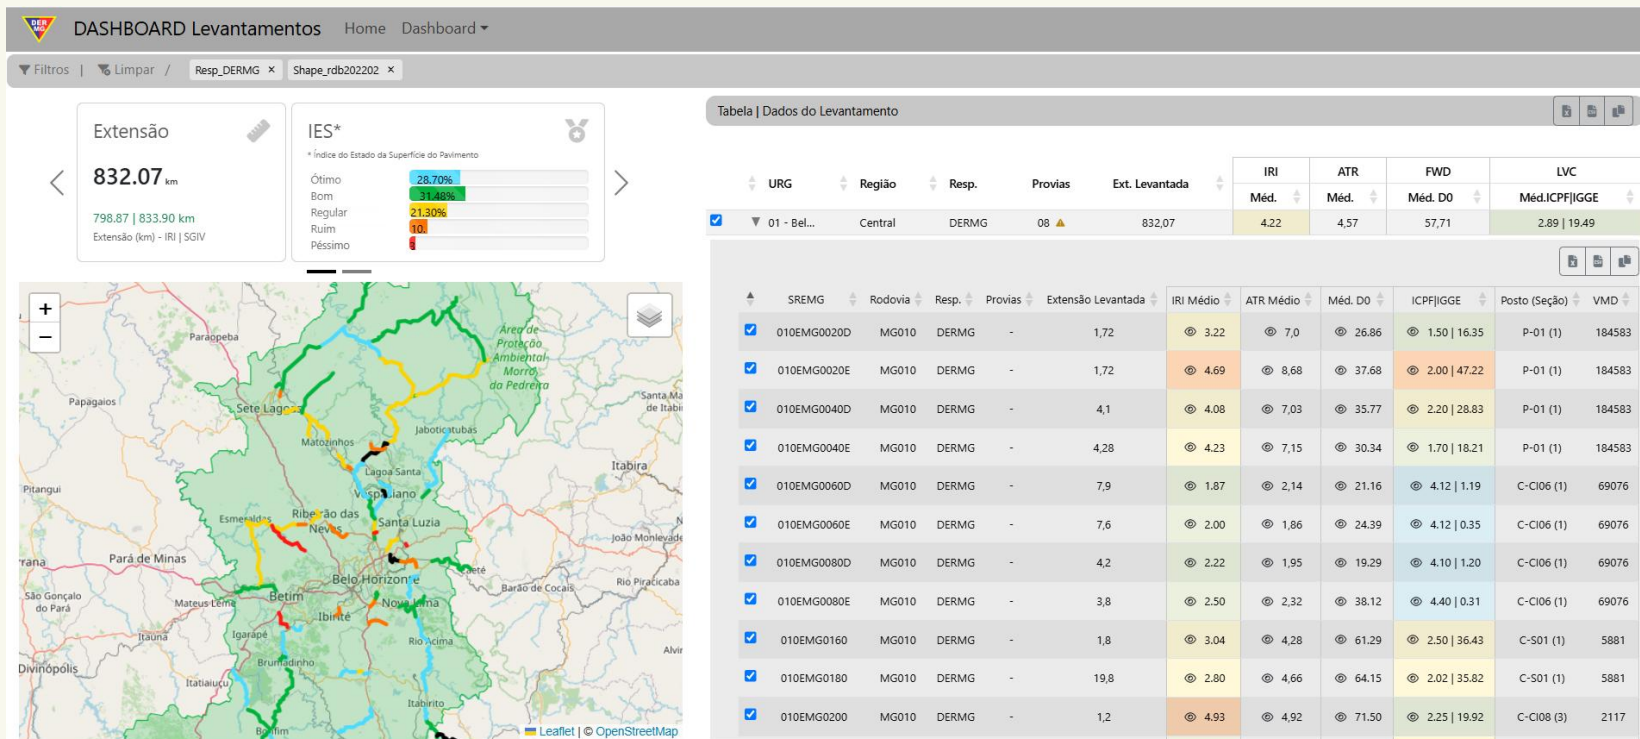 DER MG DASHBOARD Levantamentos Home Dashboard
Filtros | Limpar / Resp_DERMG × Shape_rdb202202 ×
Extensão
832.07 km
798.87 | 833.90 km
Extensão (km) - IRI | SGIV
IES*
* Índice do Estado da Superfície do Pavimento
Ótimo 28.70%
Bom 31.48%
Regular 21.30%
Ruim 10.
Péssimo 3
+
−
Paraopeba
Área de
Proteção
Ambiental
Morro
da Pedreira
Papagaios
Sete Lagoas
Santa Ma
de Itabi
Jaboticatubas
Matozinhos
Lagoa Santa
Itabira
Pitangui
Vespasiano
Ribeirão das
Neves
Esmeraldas
Santa Luzia
João Monlevade
Pará de Minas
Belo Horizonte
Caeté
Barão de Cocais
Rio Piracicaba
São Gonçalo
do Pará
Mateus Leme
Betim
Nova Lima
Ibirité
Itaúna
Igarapé
Rio Acima
Alvin
Divinópolis
Brumadinho
Itatiaiuçu
Itabirito
Bonfim
Leaflet | © OpenStreetMap
Tabela | Dados do Levantamento
URG Região Resp. Provias Ext. Levantada IRI ATR FWD LVC
Méd. Méd. Méd. D0 Méd.ICPF|IGGE
01 - Bel... Central DERMG 08 832,07 4.22 4,57 57,71 2.89 | 19.49
SREMG Rodovia Resp. Provias Extensão Levantada IRI Médio ATR Médio Méd. D0 ICPF|IGGE Posto (Seção) VMD
010EMG0020D MG010 DERMG - 1,72 3.22 7,0 26.86 1.50 | 16.35 P-01 (1) 184583
010EMG0020E MG010 DERMG - 1,72 4.69 8,68 37.68 2.00 | 47.22 P-01 (1) 184583
010EMG0040D MG010 DERMG - 4,1 4.08 7,03 35.77 2.20 | 28.83 P-01 (1) 184583
010EMG0040E MG010 DERMG - 4,28 4.23 7,15 30.34 1.70 | 18.21 P-01 (1) 184583
010EMG0060D MG010 DERMG - 7,9 1.87 2,14 21.16 4.12 | 1.19 C-CI06 (1) 69076
010EMG0060E MG010 DERMG - 7,6 2.00 1,86 24.39 4.12 | 0.35 C-CI06 (1) 69076
010EMG0080D MG010 DERMG - 4,2 2.22 1,95 19.29 4.10 | 1.20 C-CI06 (1) 69076
010EMG0080E MG010 DERMG - 3,8 2.50 2,32 38.12 4.40 | 0.31 C-CI06 (1) 69076
010EMG0160 MG010 DERMG - 1,8 3.04 4,28 61.29 2.50 | 36.43 C-S01 (1) 5881
010EMG0180 MG010 DERMG - 19,8 2.80 4,66 64.15 2.02 | 35.82 C-S01 (1) 5881
010EMG0200 MG010 DERMG - 1,2 4.93 4,92 71.50 2.25 | 19.92 C-CI08 (3) 2117